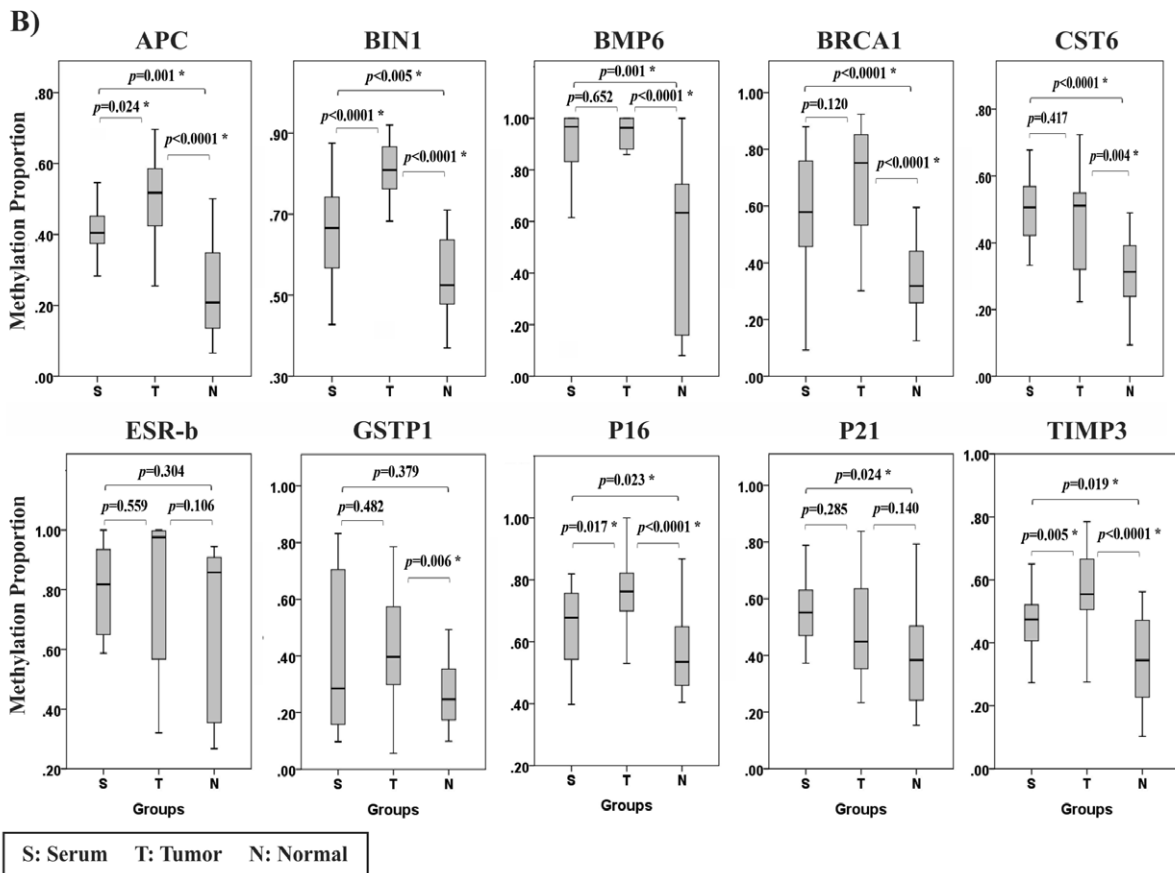 B)
APC
BIN1
BMP6
BRCA1
CST6
Methylation Proportion
.80
.60
.40
.20
.00
p=0.001 *
p=0.024 *
p<0.0001 *
S T N
.90
.70
.50
.30
p<0.005 *
p<0.0001 *
p<0.0001 *
S T N
1.00
.80
.60
.40
.20
.00
p=0.001 *
p=0.652
p<0.0001 *
S T N
1.00
.80
.60
.40
.20
.00
p<0.0001 *
p=0.120
p<0.0001 *
S T N
.80
.60
.40
.20
.00
p<0.0001 *
p=0.417
p=0.004 *
S T N
ESR-b
GSTP1
P16
P21
TIMP3
Methylation Proportion
1.00
.80
.60
.40
.20
p=0.304
p=0.559
p=0.106
S T N
Groups
1.00
.80
.60
.40
.20
.00
p=0.379
p=0.482
p=0.006 *
S T N
Groups
1.00
.80
.60
.40
.20
p=0.023 *
p=0.017 *
p<0.0001 *
S T N
Groups
1.00
.80
.60
.40
.20
.00
p=0.024 *
p=0.285
p=0.140
S T N
Groups
1.00
.80
.60
.40
.20
.00
p=0.019 *
p=0.005 *
p<0.0001 *
S T N
Groups
S: Serum T: Tumor N: Normal